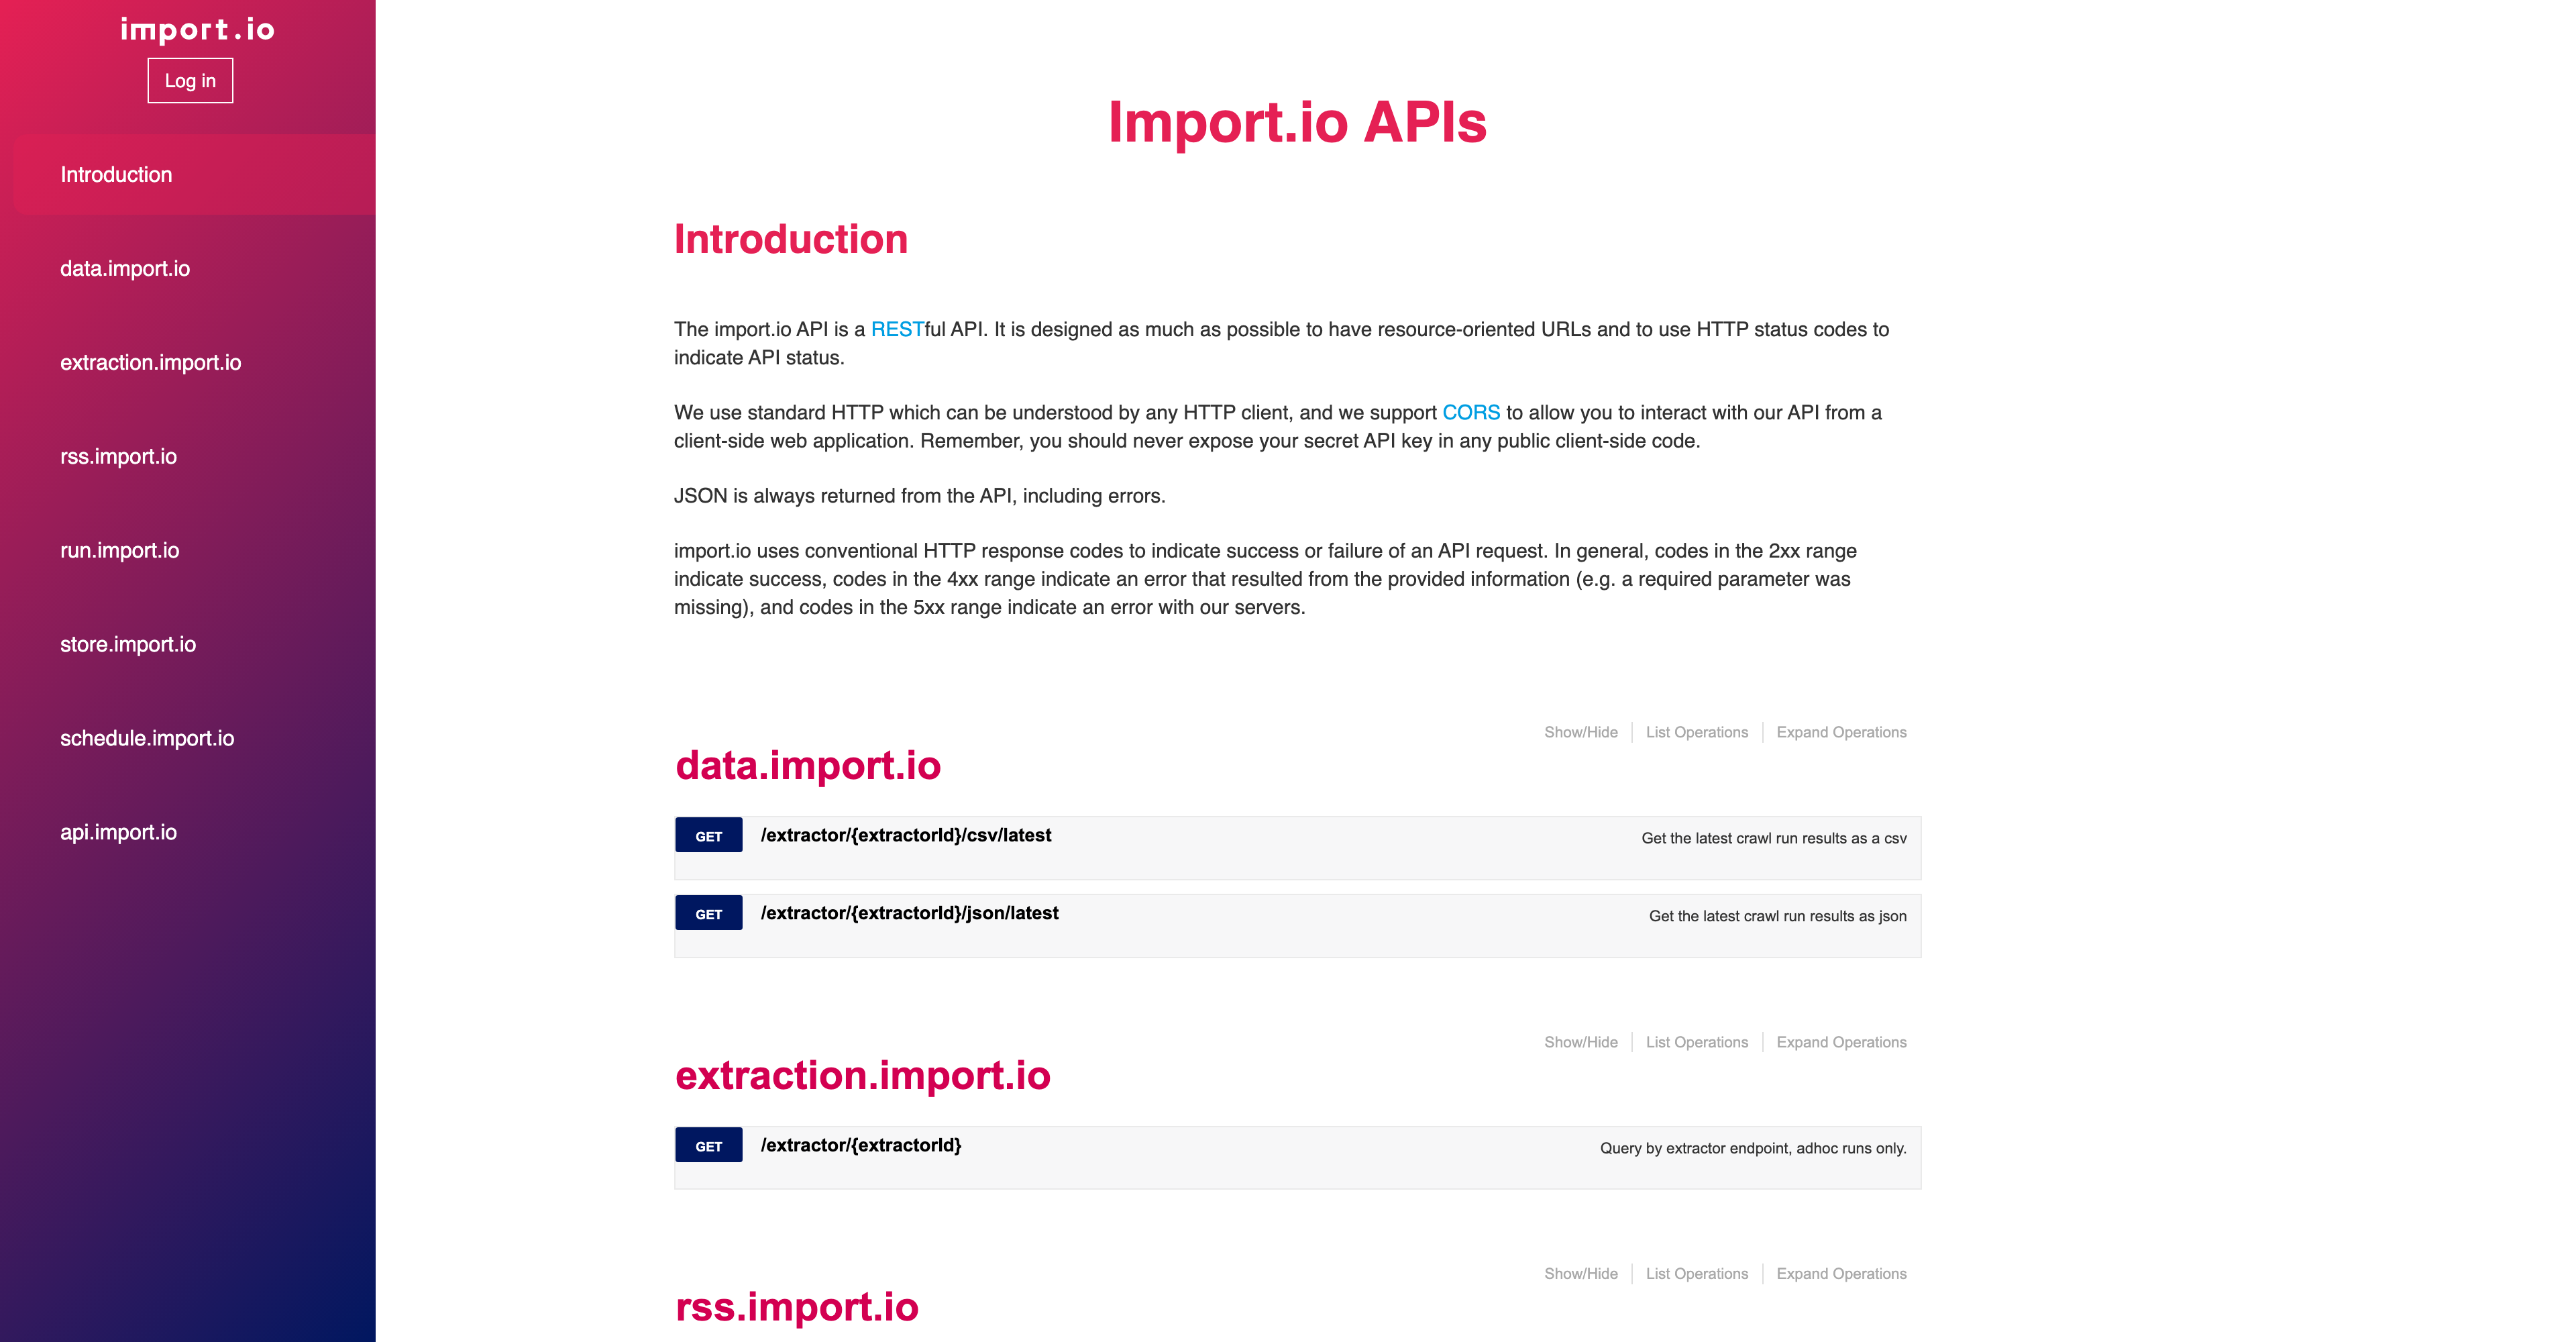 import.io
Log in
Introduction
data.import.io
extraction.import.io
rss.import.io
run.import.io
store.import.io
schedule.import.io
api.import.io
Import.io APIs
Introduction
The import.io API is a RESTful API. It is designed as much as possible to have resource-oriented URLs and to use HTTP status codes to
indicate API status.
We use standard HTTP which can be understood by any HTTP client, and we support CORS to allow you to interact with our API from a
client-side web application. Remember, you should never expose your secret API key in any public client-side code.
JSON is always returned from the API, including errors.
import.io uses conventional HTTP response codes to indicate success or failure of an API request. In general, codes in the 2xx range
indicate success, codes in the 4xx range indicate an error that resulted from the provided information (e.g. a required parameter was
missing), and codes in the 5xx range indicate an error with our servers.
Show/Hide List Operations Expand Operations
data.import.io
GET /extractor/{extractorId}/csv/latest Get the latest crawl run results as a csv
GET /extractor/{extractorId}/json/latest Get the latest crawl run results as json
Show/Hide List Operations Expand Operations
extraction.import.io
GET /extractor/{extractorId} Query by extractor endpoint, adhoc runs only.
Show/Hide List Operations Expand Operations
rss.import.io